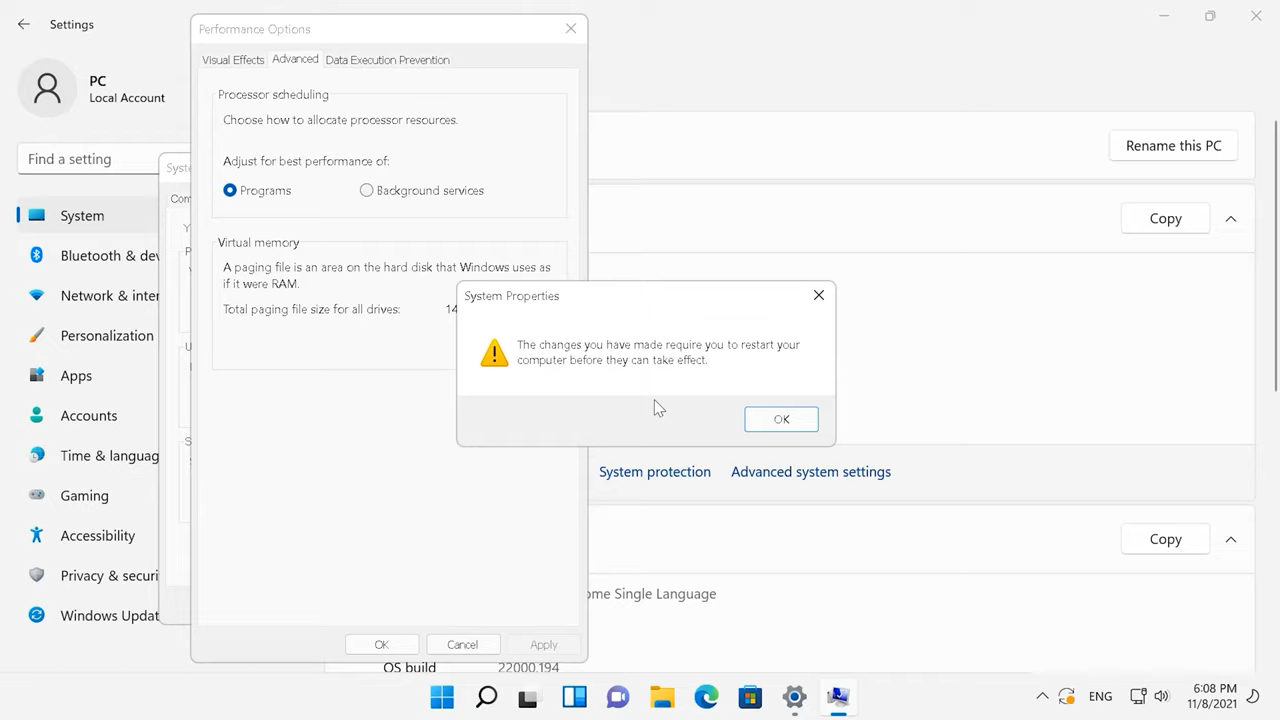 Settings
PC
Local Account
Find a setting
System
Bluetooth & dev
Network & inter
Personalization
Apps
Accounts
Time & languag
Gaming
Accessibility
Privacy & securi
Windows Updat
Syste
Com
Y
Performance Options
Visual Effects Advanced Data Execution Prevention
Processor scheduling
Choose how to allocate processor resources.
Adjust for best performance of:
Programs Background services
Virtual memory
A paging file is an area on the hard disk that Windows uses as
if it were RAM.
Total paging file size for all drives: 14
OK Cancel Apply
System Properties
The changes you have made require you to restart your
computer before they can take effect.
OK
Rename this PC
Copy
System protection Advanced system settings
Copy
ome Single Language
OS build 22000.194
ENG
6:08 PM
11/8/2021